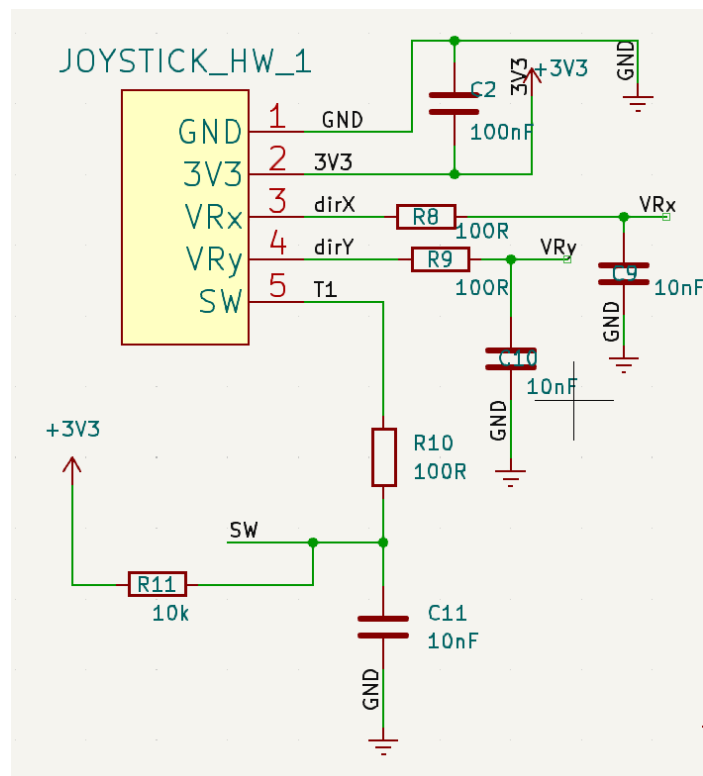 JOYSTICK_HW_1
GND 1 GND
3V3 2 3V3
VRx 3 dirX
VRy 4 dirY
SW 5 T1
C2
100nF
3V3
+3V3
GND
R8
100R
VRx
R9
100R
VRy
C9
10nF
GND
C10
10nF
GND
+3V3
R10
100R
SW
R11
10k
C11
10nF
GND